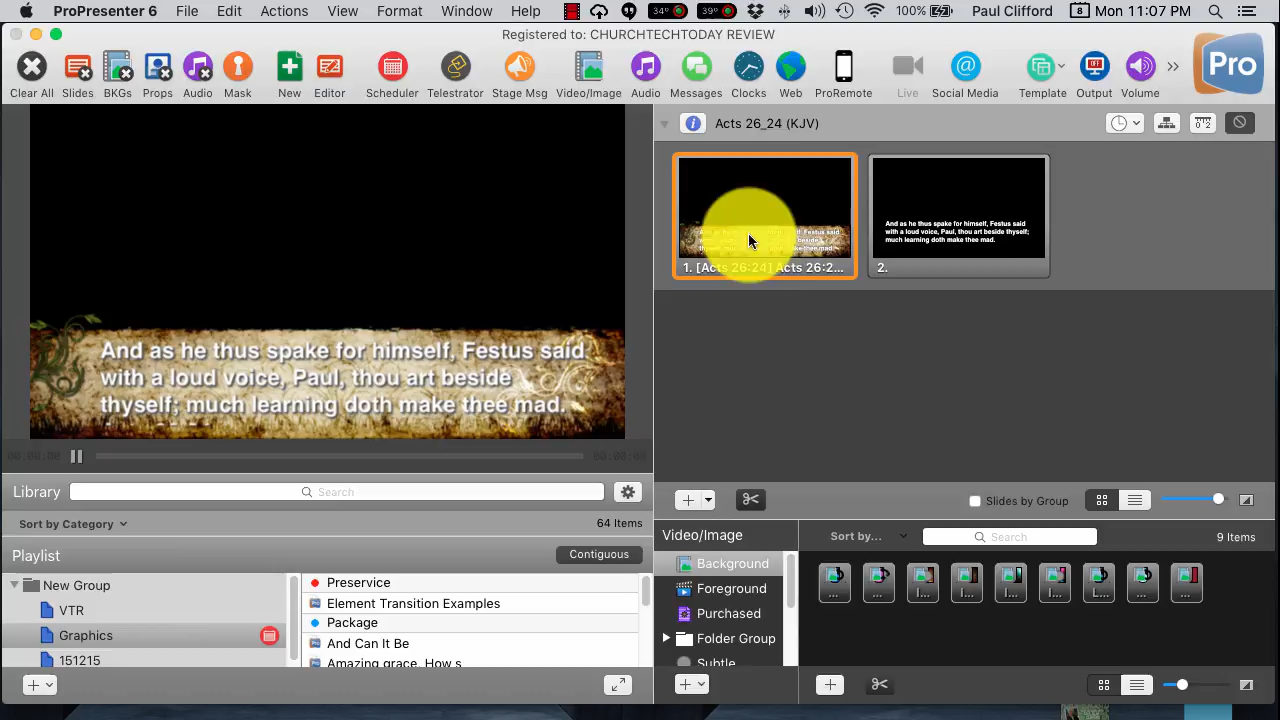 ProPresenter 6 File Edit Actions View Format Window Help 34° 39° 100% Paul Clifford 8 Mon 11:07 PM
Registered to: CHURCHTECHTODAY REVIEW
Clear All Slides BKGs Props Audio Mask New Editor Scheduler Telestrator Stage Msg Video/Image Audio Messages Clocks Web ProRemote Live Social Media Template Output Volume Pro
Acts 26_24 (KJV)
And as he thus spake for himself, Festus said
with a loud voice, Paul, thou art beside thyself;
much learning doth make thee mad.
1. [Acts 26:24] Acts 26:2... 2.
And as he thus spake for himself, Festus said
with a loud voice, Paul, thou art beside
thyself; much learning doth make thee mad.
Library Search
Sort by Category 64 Items
Playlist Contiguous
New Group
VTR
Graphics
151215
Preservice
Element Transition Examples
Package
And Can It Be
Amazing grace, How s
Slides by Group
Video/Image Sort by... Search 9 Items
Background
Foreground
Purchased
Folder Group
Subtle
... ... I... I... I... I... L... ... ...